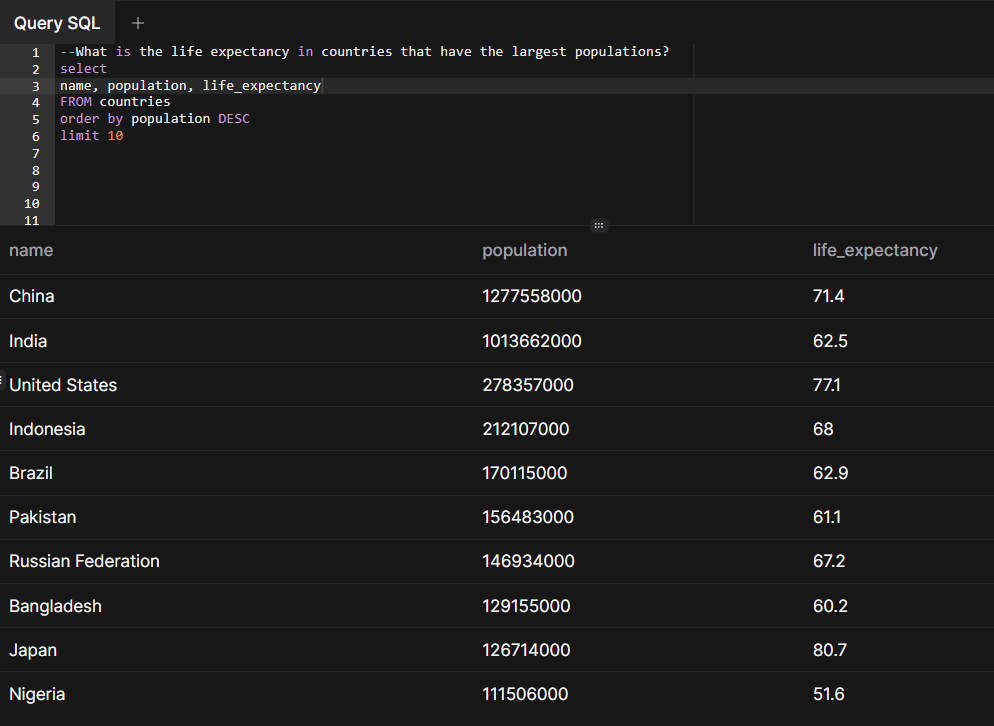 Query SQL +
1 --What is the life expectancy in countries that have the largest populations?
2 select
3 name, population, life_expectancy
4 FROM countries
5 order by population DESC
6 limit 10
7
8
9
10
11
name population life_expectancy
China 1277558000 71.4
India 1013662000 62.5
United States 278357000 77.1
Indonesia 212107000 68
Brazil 170115000 62.9
Pakistan 156483000 61.1
Russian Federation 146934000 67.2
Bangladesh 129155000 60.2
Japan 126714000 80.7
Nigeria 111506000 51.6